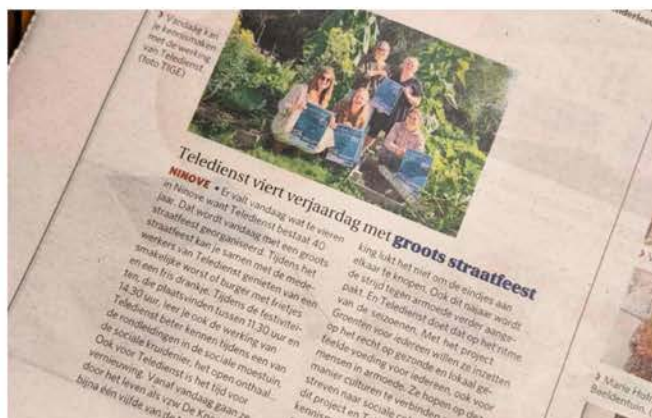 nderlees
› Vandaag kan
je kennismaken
met de werking
van Teledienst.
(foto TIGE)
Teledienst viert verjaardag met groots straatfeest
NINOVE • Er valt vandaag wat te vieren
in Ninove want Teledienst bestaat 40
jaar. Dat wordt vandaag met een groots
straatfeest georganiseerd. Tijdens het
straatfeest kan je samen met de mede-
werkers van Teledienst genieten van een
smakelijke worst of burger met frietjes
en een fris drankje. Tijdens de festivitei-
ten, die plaatsvinden tussen 11.30 uur en
14.30 uur, leer je ook de werking van
Teledienst beter kennen tijdens een van
de rondleidingen in de sociale moestuin,
de sociale kruidenier, het open onthaal...
Ook voor Teledienst is het tijd voor
vernieuwing. Vanaf vandaag gaan ze
door het leven als vzw De
bijna één vijfde van de
king lukt het niet om de eindjes aan
elkaar te knopen. Ook dit najaar wordt
de strijd tegen armoede verder aange-
pakt. En Teledienst doet dat op het ritme
van de seizoenen. Met het project
Groenten voor iedereen willen ze inzetten
op het recht op gezonde en lokaal ge-
teelde voeding voor iedereen, ook voor
mensen in armoede. Ze hopen op deze
manier culturen te verbinden
streven naar sociale
dit project en
kennis
› Marie
Beeldentuin,